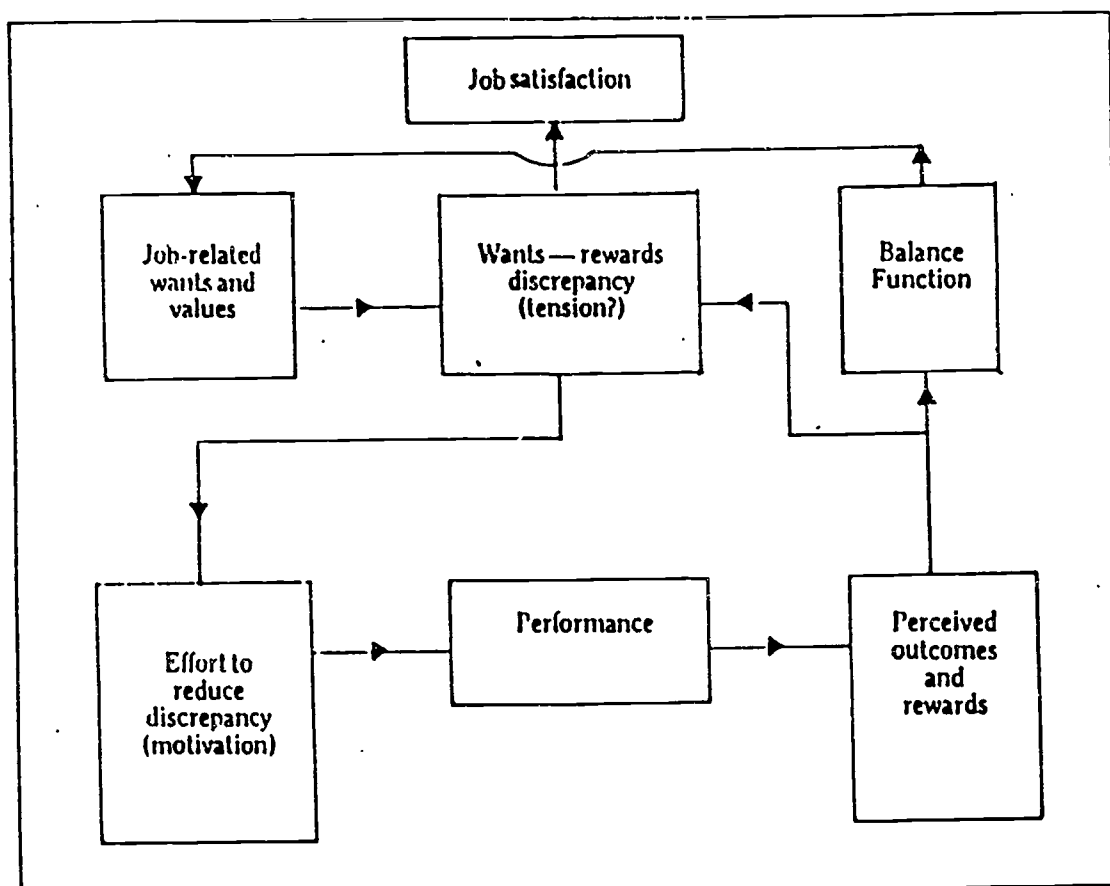 Job satisfaction
Job-related
wants and
values
Wants — rewards
discrepancy
(tension?)
Balance
Function
Effort to
reduce
discrepancy
(motivation)
Performance
Perceived
outcomes
and
rewards